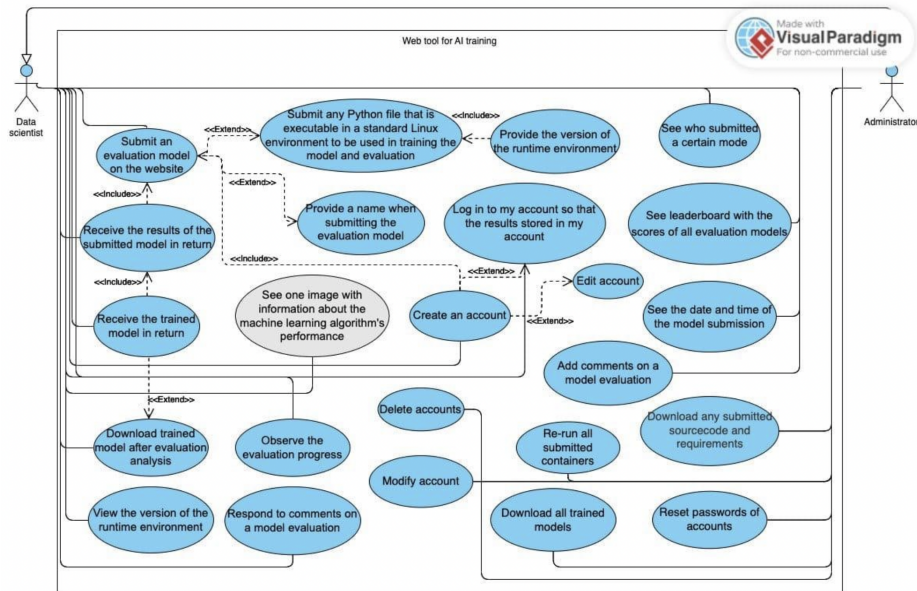 Made with
VisualParadigm
For non-commercial use
Web tool for AI training
Data
scientist
Administrator
Submit an
evaluation model
on the website
<<Extend>>
Submit any Python file that is
executable in a standard Linux
environment to be used in training the
model and evaluation
<<Include>>
Provide the version of
the runtime environment
See who submitted
a certain mode
<<Include>>
<<Extend>>
Receive the results of the
submitted model in return
Provide a name when
submitting the
evaluation model
Log in to my account so that
the results stored in my
account
See leaderboard with the
scores of all evaluation models
<<Include>>
<<Include>>
<<Extend>>
Edit account
See one image with
information about the
machine learning algorithm's
performance
Create an account
<<Extend>>
See the date and time of
the model submission
Receive the trained
model in return
Add comments on a
model evaluation
<<Extend>>
Delete accounts
Download any submitted
sourcecode and
requirements
Download trained
model after evaluation
analysis
Observe the
evaluation progress
Re-run all
submitted
containers
Modify account
View the version of the
runtime environment
Respond to comments on
a model evaluation
Download all trained
models
Reset passwords of
accounts